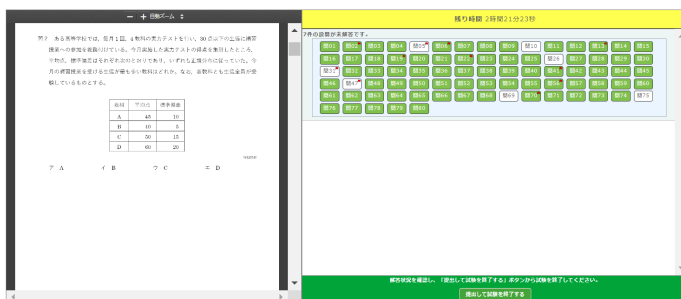 — + 自動ズーム
問2 ある高等学校では，毎月1回，4教科の実力テストを行い，30点以下の生徒に補習
授業への参加を義務付けている。今月実施した実力テストの得点を集計したところ，
平均点，標準偏差はそれぞれ次のとおりであり，いずれも正規分布に従っていた。今
月の補習授業を受ける生徒が最も多い教科はどれか。なお，各教科とも生徒全員が受
験しているものとする。
教科 平均点 標準偏差
A 45 10
B 40 5
C 50 15
D 60 20
ア A イ B ウ C エ D
残り時間 2時間21分23秒
7件の設問が未解答です。
問01 問02 問03 問04 問05 問06 問07 問08 問09 問10 問11 問12 問13 問14 問15
問16 問17 問18 問19 問20 問21 問22 問23 問24 問25 問26 問27 問28 問29 問30
問31 問32 問33 問34 問35 問36 問37 問38 問39 問40 問41 問42 問43 問44 問45
問46 問47 問48 問49 問50 問51 問52 問53 問54 問55 問56 問57 問58 問59 問60
問61 問62 問63 問64 問65 問66 問67 問68 問69 問70 問71 問72 問73 問74 問75
問76 問77 問78 問79 問80
解答状況を確認し、「提出して試験を終了する」ボタンから試験を終了してください。
提出して試験を終了する